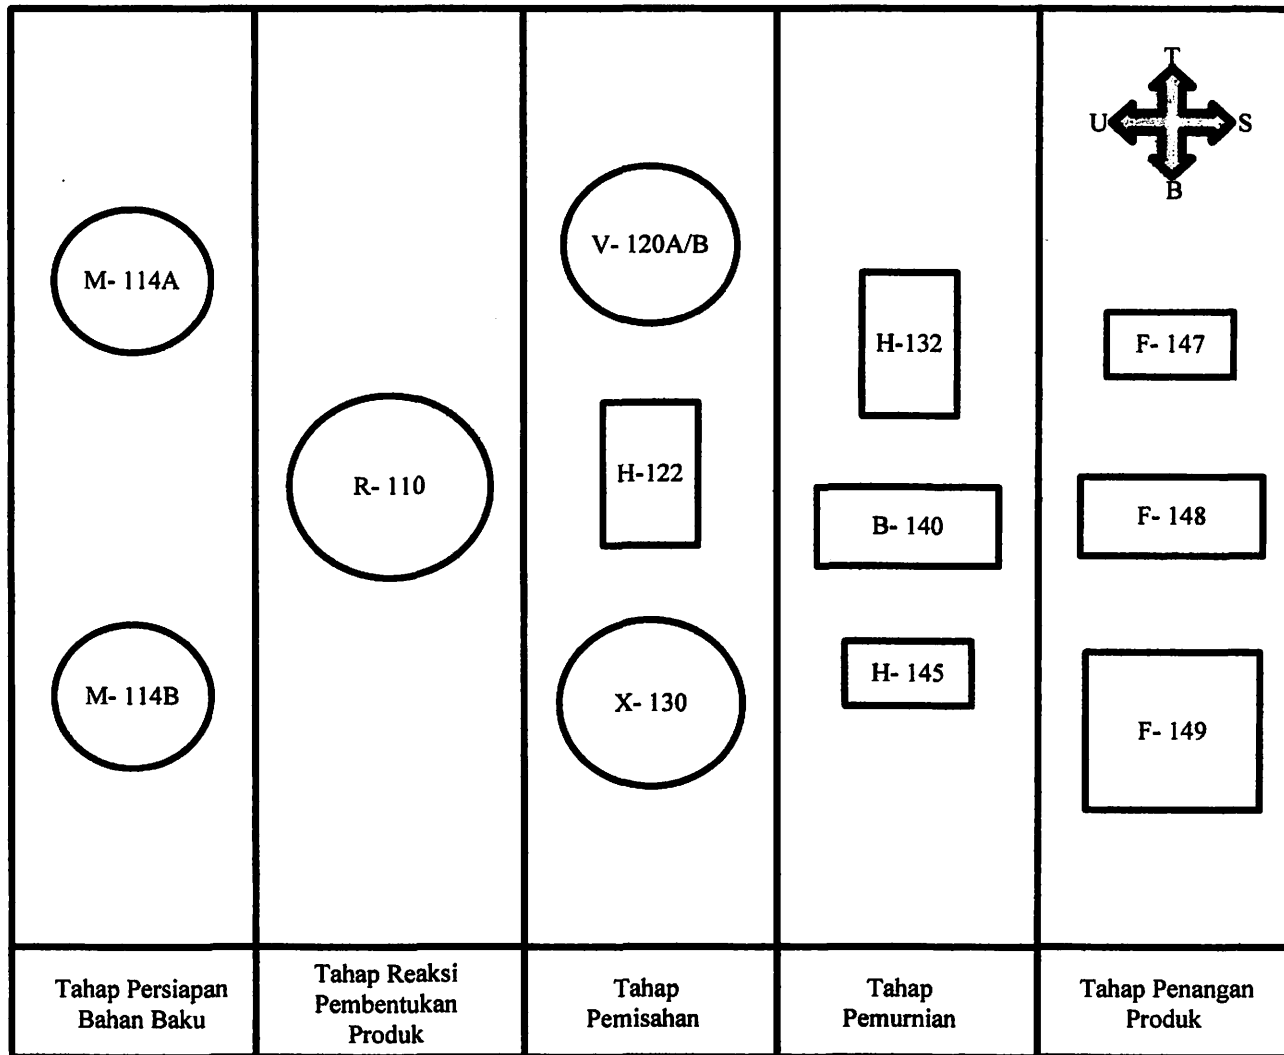 T
U
S
B
M- 114A
V- 120A/B
H-132
F- 147
H-122
R- 110
B- 140
F- 148
M- 114B
X- 130
H- 145
F- 149
Tahap Persiapan
Bahan Baku
Tahap Reaksi
Pembentukan
Produk
Tahap
Pemisahan
Tahap
Pemurnian
Tahap Penangan
Produk